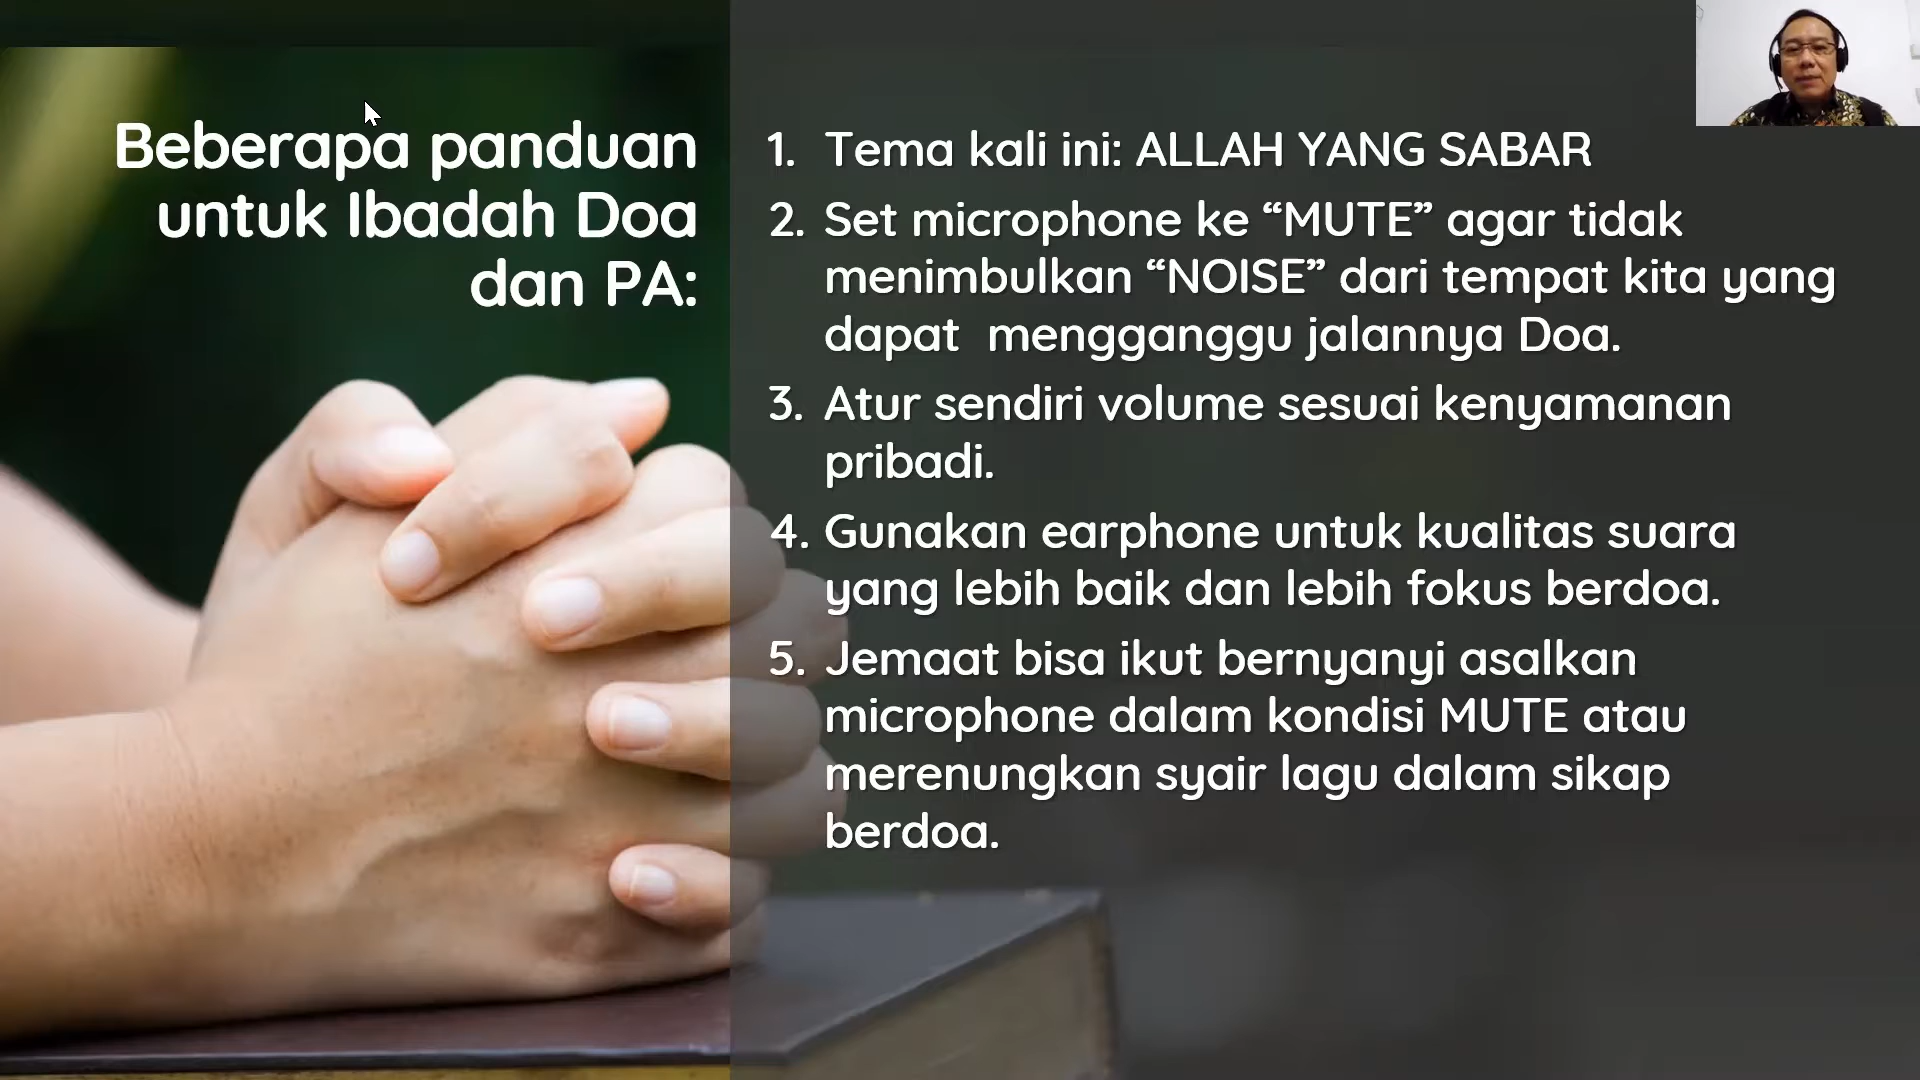 Beberapa panduan
untuk Ibadah Doa
dan PA:
1. Tema kali ini: ALLAH YANG SABAR
2. Set microphone ke “MUTE” agar tidak
menimbulkan “NOISE” dari tempat kita yang
dapat mengganggu jalannya Doa.
3. Atur sendiri volume sesuai kenyamanan
pribadi.
4. Gunakan earphone untuk kualitas suara
yang lebih baik dan lebih fokus berdoa.
5. Jemaat bisa ikut bernyanyi asalkan
microphone dalam kondisi MUTE atau
merenungkan syair lagu dalam sikap
berdoa.